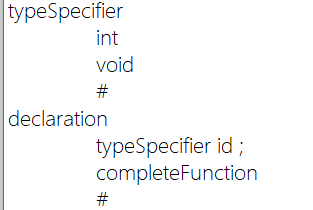 typeSpecifier
int
void
#
declaration
typeSpecifier id ;
completeFunction
#